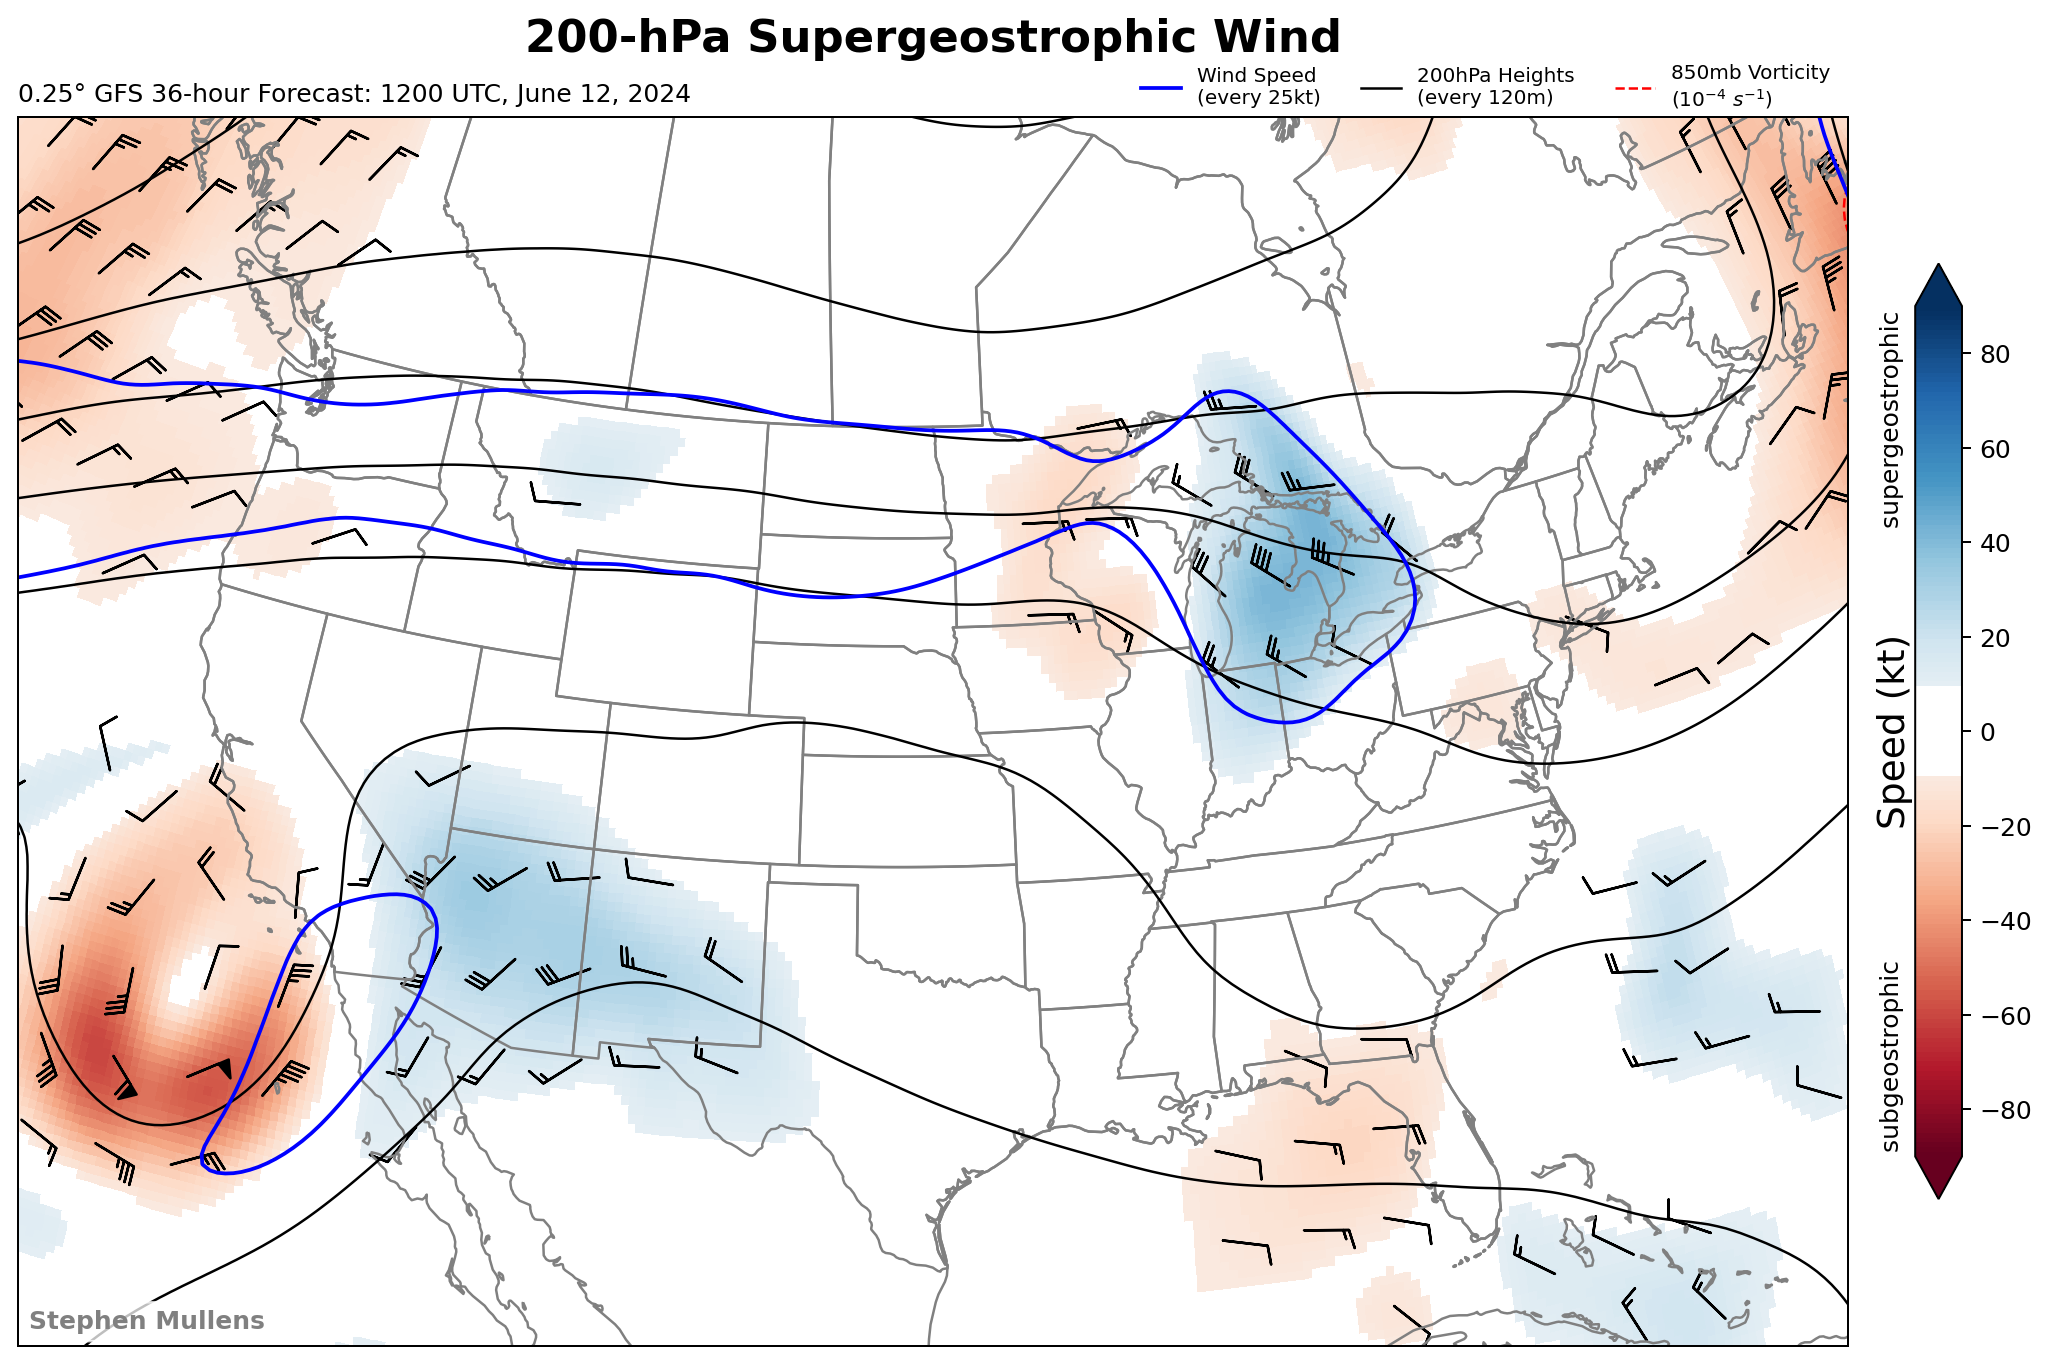 200-hPa Supergeostrophic Wind
0.25° GFS 36-hour Forecast: 1200 UTC, June 12, 2024
Wind Speed
(every 25kt)
200hPa Heights
(every 120m)
850mb Vorticity
(10⁻⁴ s⁻¹)
supergeostrophic
Speed (kt)
subgeostrophic
80
60
40
20
0
−20
−40
−60
−80
Stephen Mullens